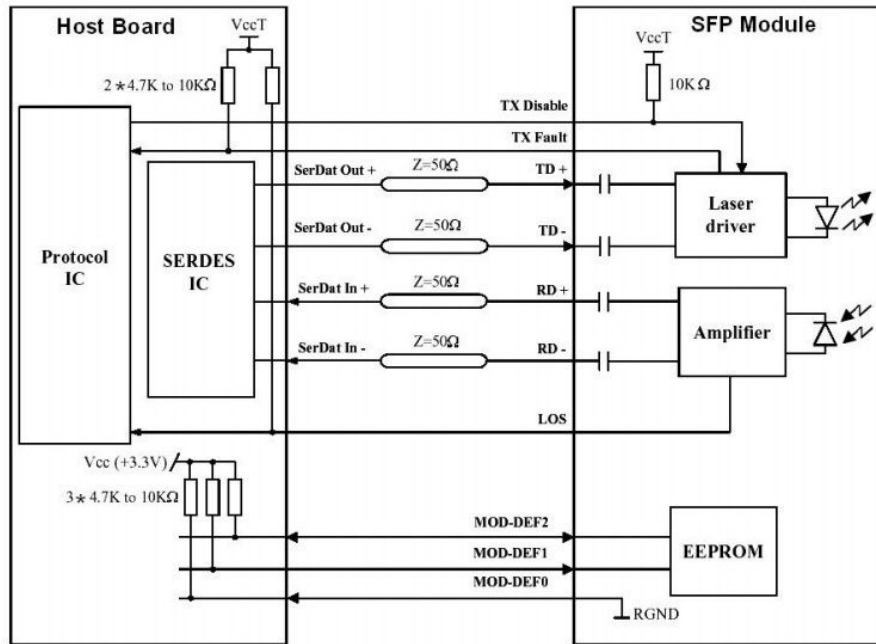 Host Board
SFP Module
VccT
VccT
2*4.7K to 10KΩ
10KΩ
TX Disable
TX Fault
SerDat Out +
Z=50Ω
TD +
SerDat Out -
Z=50Ω
TD -
Laser
driver
Protocol
IC
SERDES
IC
SerDat In +
Z=50Ω
RD +
SerDat In -
Z=50Ω
RD -
Amplifier
LOS
Vcc (+3.3V)
3*4.7K to 10KΩ
MOD-DEF2
MOD-DEF1
MOD-DEF0
EEPROM
RGND